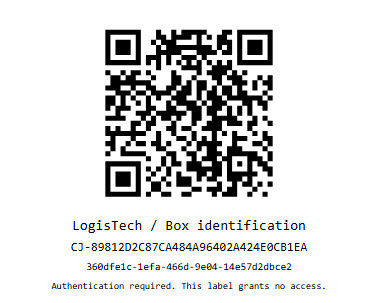 LogisTech / Box identification
CJ-89812D2C87CA484A96402A424E0CB1EA
360dfe1c-1efa-466d-9e04-14e57d2dbce2
Authentication required. This label grants no access.